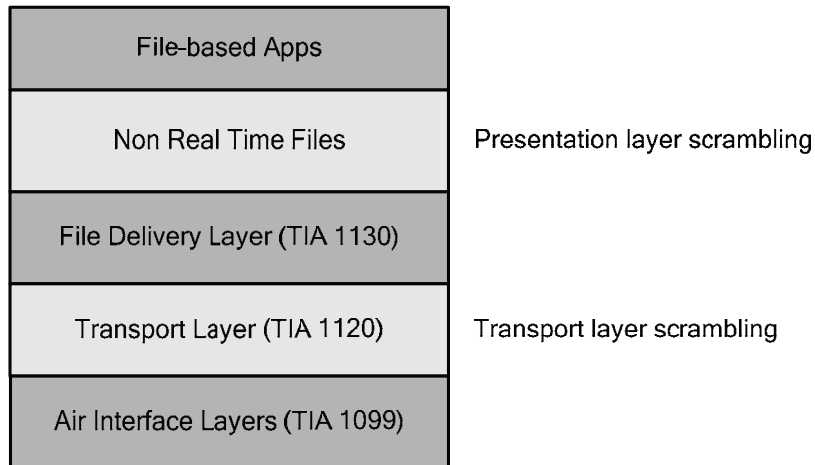 File-based Apps
Non Real Time Files
Presentation layer scrambling
File Delivery Layer (TIA 1130)
Transport Layer (TIA 1120)
Transport layer scrambling
Air Interface Layers (TIA 1099)